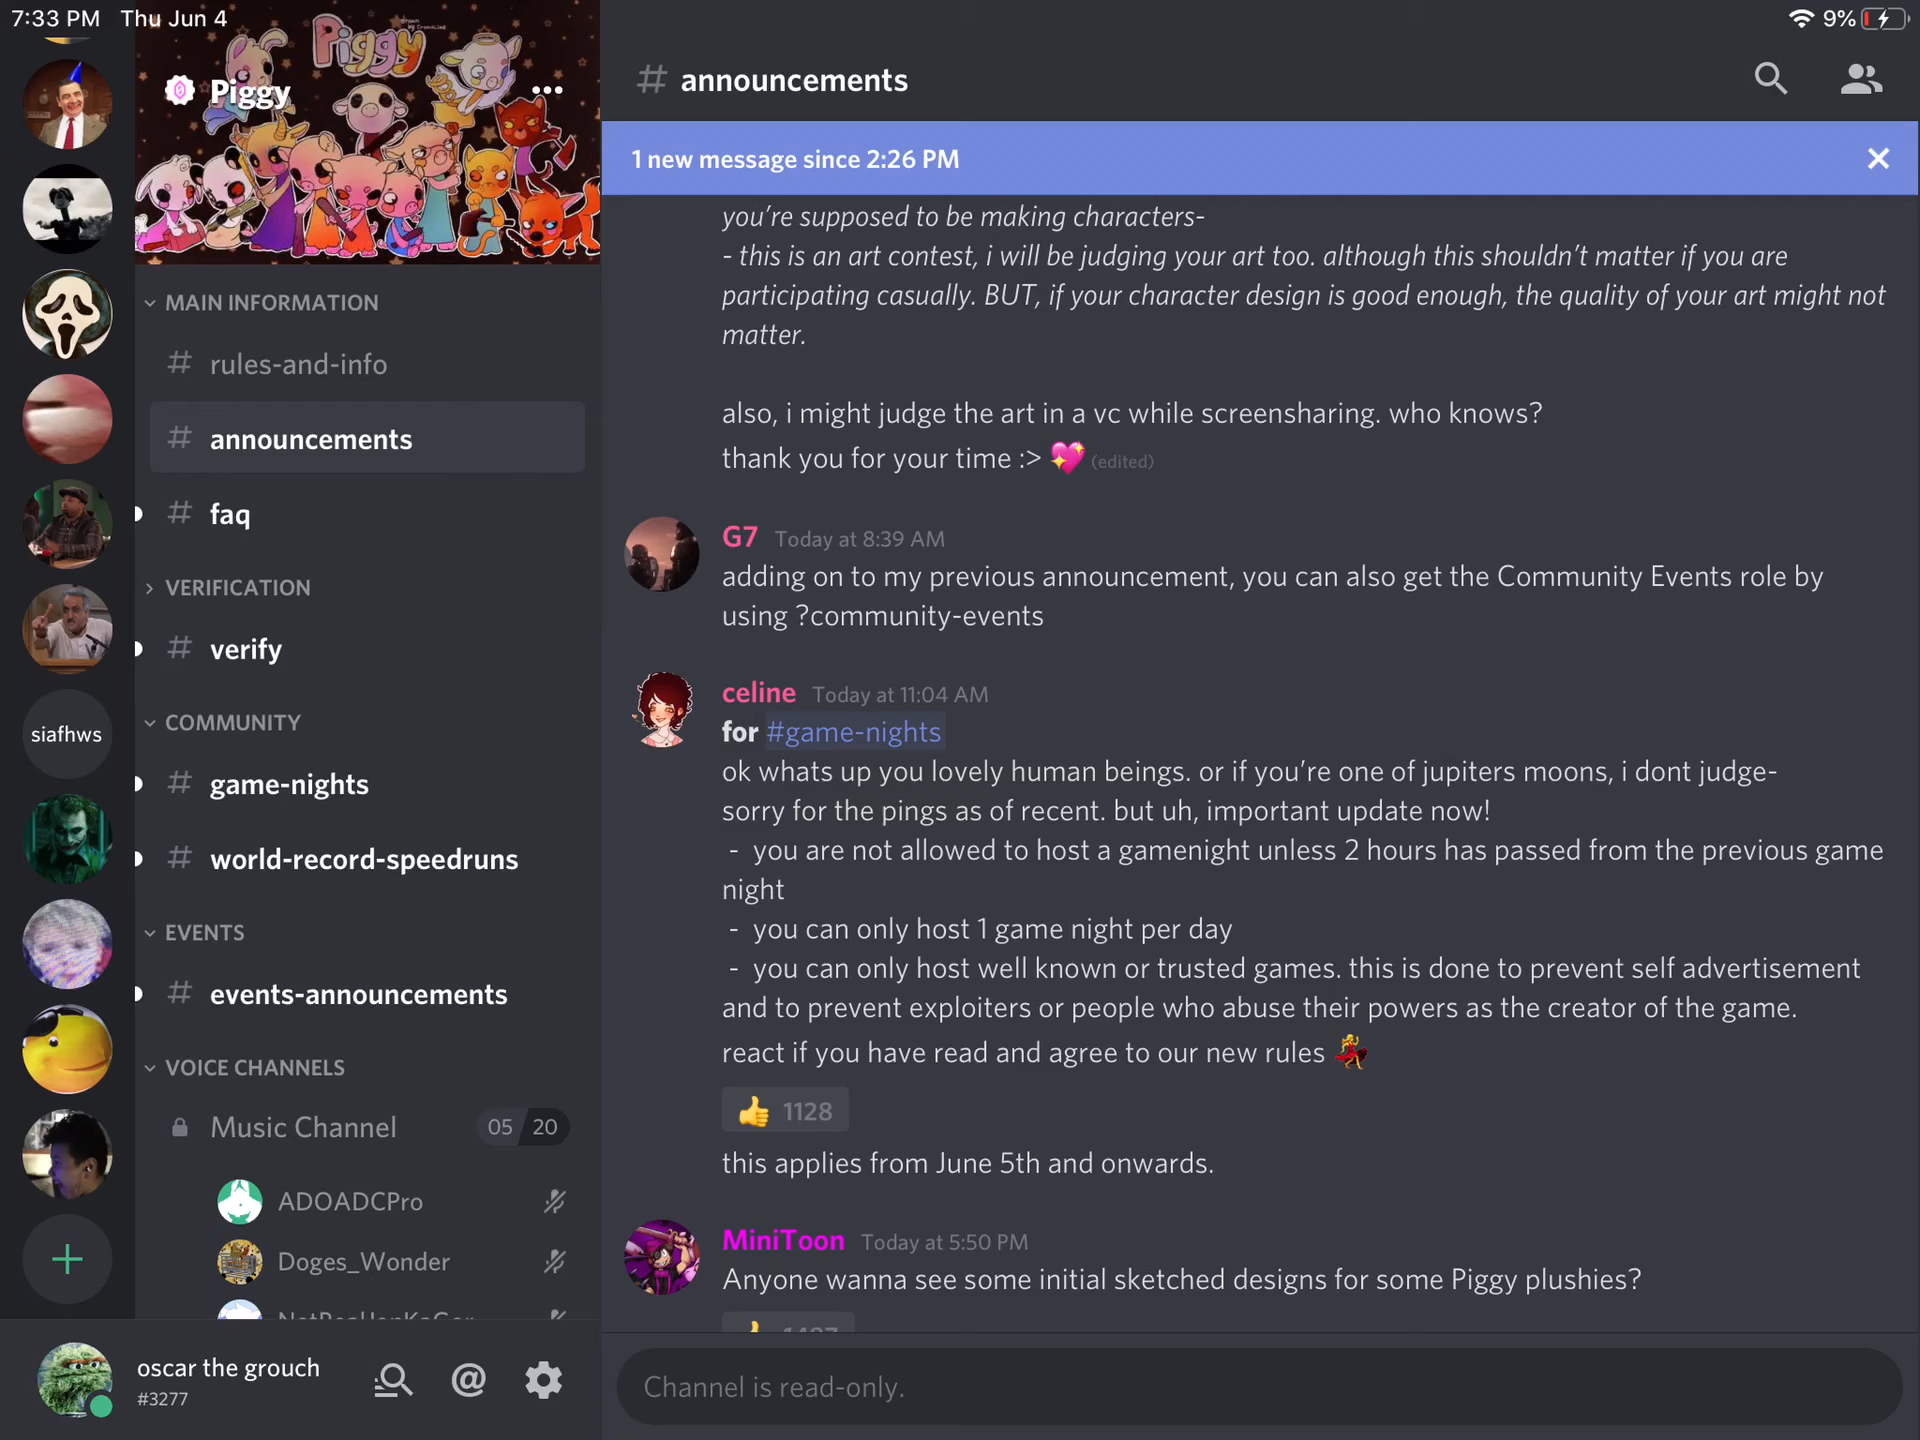 7:33 PM Thu Jun 4
9%
Piggy
Piggy
MAIN INFORMATION
# rules-and-info
# announcements
# faq
VERIFICATION
# verify
COMMUNITY
# game-nights
# world-record-speedruns
EVENTS
# events-announcements
VOICE CHANNELS
Music Channel 05 20
ADOADCPro
Doges_Wonder
siafhws
oscar the grouch
#3277
# announcements
1 new message since 2:26 PM
you're supposed to be making characters-
- this is an art contest, i will be judging your art too. although this shouldn't matter if you are
participating casually. BUT, if your character design is good enough, the quality of your art might not
matter.
also, i might judge the art in a vc while screensharing. who knows?
thank you for your time :> 💖 (edited)
G7 Today at 8:39 AM
adding on to my previous announcement, you can also get the Community Events role by
using ?community-events
celine Today at 11:04 AM
for #game-nights
ok whats up you lovely human beings. or if you're one of jupiters moons, i dont judge-
sorry for the pings as of recent. but uh, important update now!
- you are not allowed to host a gamenight unless 2 hours has passed from the previous game
night
- you can only host 1 game night per day
- you can only host well known or trusted games. this is done to prevent self advertisement
and to prevent exploiters or people who abuse their powers as the creator of the game.
react if you have read and agree to our new rules 💃
👍 1128
this applies from June 5th and onwards.
MiniToon Today at 5:50 PM
Anyone wanna see some initial sketched designs for some Piggy plushies?
Channel is read-only.